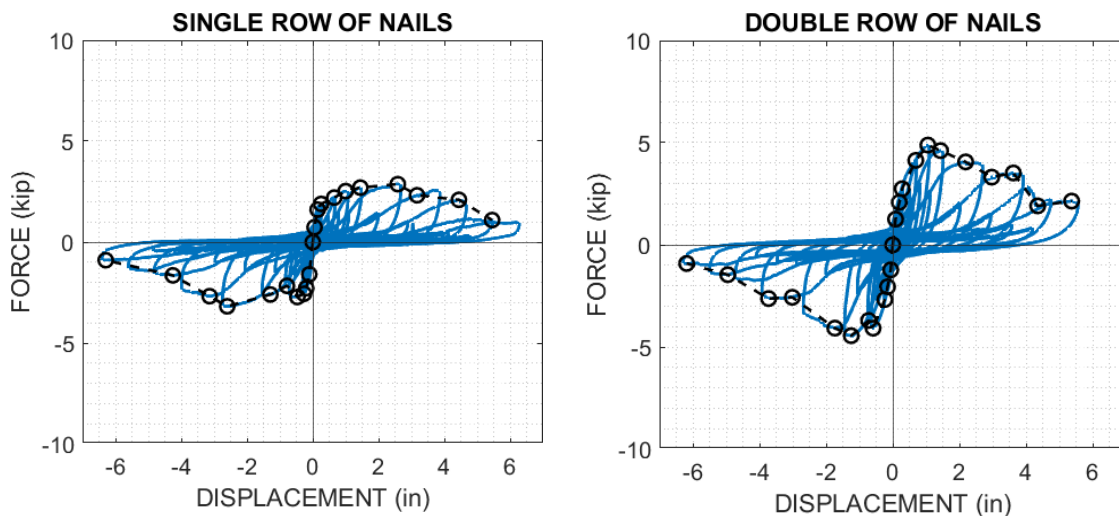 SINGLE ROW OF NAILS
10
5
0
-5
-10
FORCE (kip)
-6 -4 -2 0 2 4 6
DISPLACEMENT (in)
DOUBLE ROW OF NAILS
10
5
0
-5
-10
FORCE (kip)
-6 -4 -2 0 2 4 6
DISPLACEMENT (in)